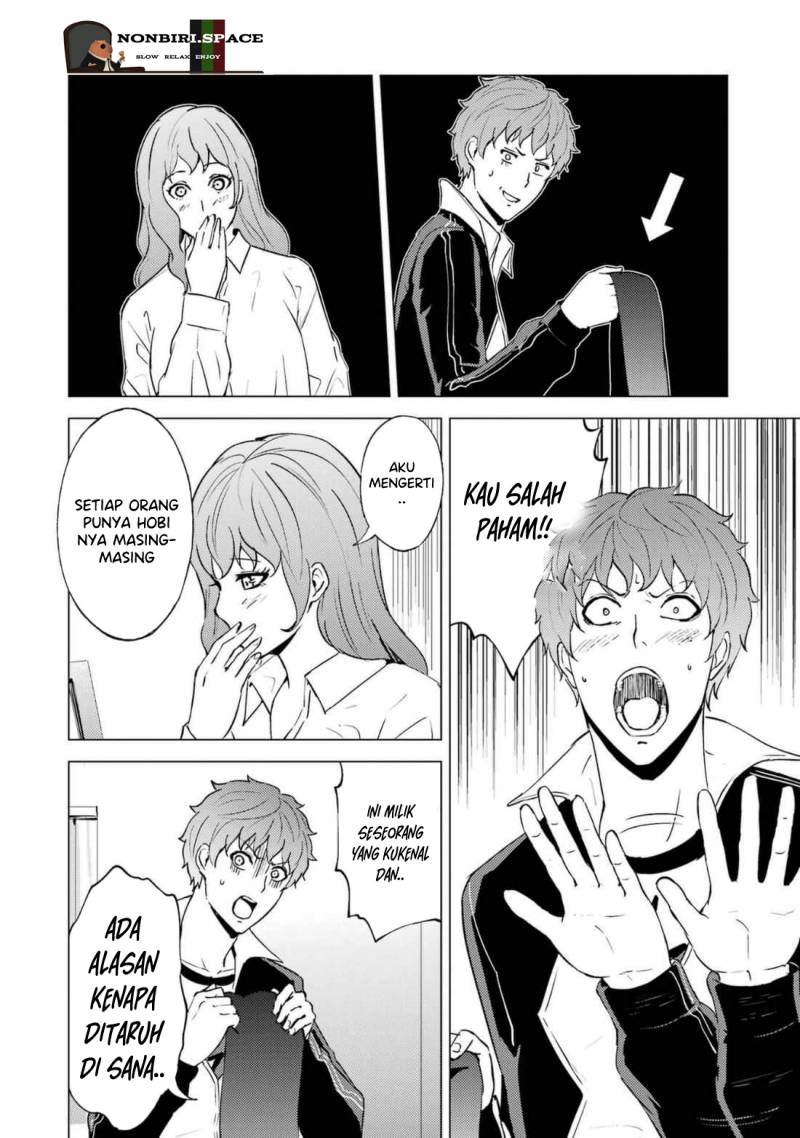 NONBIRI.SPACE
SLOW RELAX ENJOY
KAU SALAH
PAHAM!!
AKU
MENGERTI
..
SETIAP ORANG
PUNYA HOBI
NYA MASING-
MASING
INI MILIK
SESEORANG
YANG KUKENAL
DAN..
ADA
ALASAN
KENAPA
DITARUH
DI SANA..